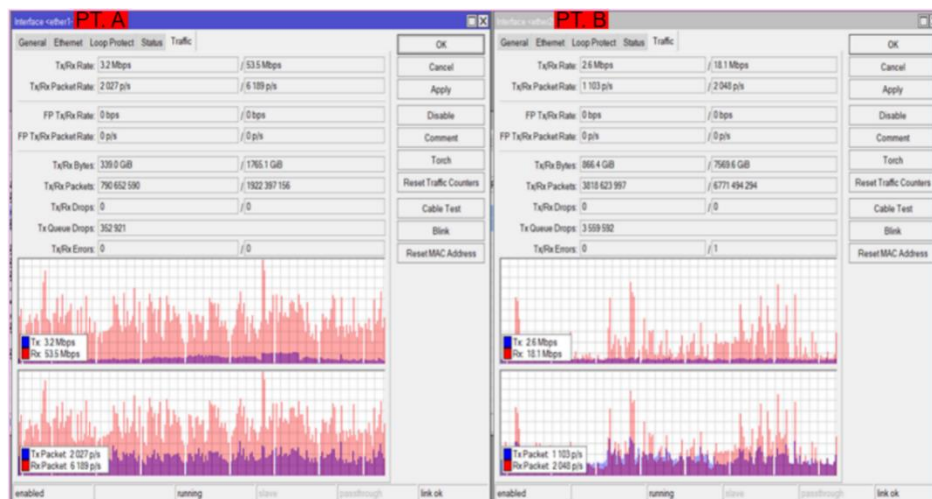 Interface <ether1- PT. A
General Ethernet Loop Protect Status Traffic
Tx/Rx Rate: 3.2 Mbps / 53.5 Mbps
Tx/Rx Packet Rate: 2 027 p/s / 6 189 p/s
FP Tx/Rx Rate: 0 bps / 0 bps
FP Tx/Rx Packet Rate: 0 p/s / 0 p/s
Tx/Rx Bytes: 339.0 GiB / 1765.1 GiB
Tx/Rx Packets: 790 652 590 / 1922 397 156
Tx/Rx Drops: 0 / 0
Tx Queue Drops: 352 921
Tx/Rx Errors: 0 / 0
OK
Cancel
Apply
Disable
Comment
Torch
Reset Traffic Counters
Cable Test
Blink
Reset MAC Address
Tx: 3.2 Mbps
Rx: 53.5 Mbps
Tx Packet: 2 027 p/s
Rx Packet: 6 189 p/s
enabled running slave passthrough link ok
Interface <ether2 PT. B
General Ethernet Loop Protect Status Traffic
Tx/Rx Rate: 2.6 Mbps / 18.1 Mbps
Tx/Rx Packet Rate: 1 103 p/s / 2 048 p/s
FP Tx/Rx Rate: 0 bps / 0 bps
FP Tx/Rx Packet Rate: 0 p/s / 0 p/s
Tx/Rx Bytes: 866.4 GiB / 7569.6 GiB
Tx/Rx Packets: 3818 623 997 / 6771 494 294
Tx/Rx Drops: 0 / 0
Tx Queue Drops: 3 559 592
Tx/Rx Errors: 0 / 1
OK
Cancel
Apply
Disable
Comment
Torch
Reset Traffic Counters
Cable Test
Blink
Reset MAC Address
Tx: 2.6 Mbps
Rx: 18.1 Mbps
Tx Packet: 1 103 p/s
Rx Packet: 2 048 p/s
enabled running slave passthrough link ok